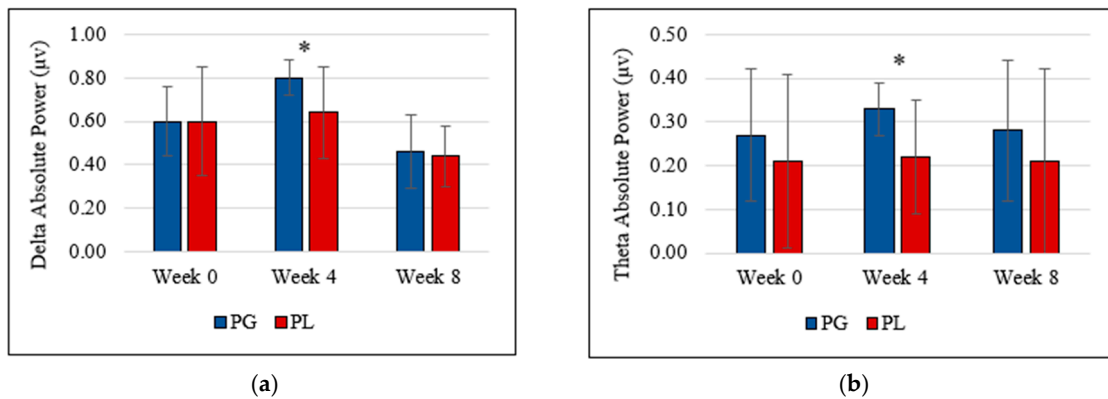 Delta Absolute Power (μv)
1.00
0.80
0.60
0.40
0.20
0.00
*
Week 0 Week 4 Week 8
PG PL
(a)
Theta Absolute Power (μv)
0.50
0.40
0.30
0.20
0.10
0.00
*
Week 0 Week 4 Week 8
PG PL
(b)